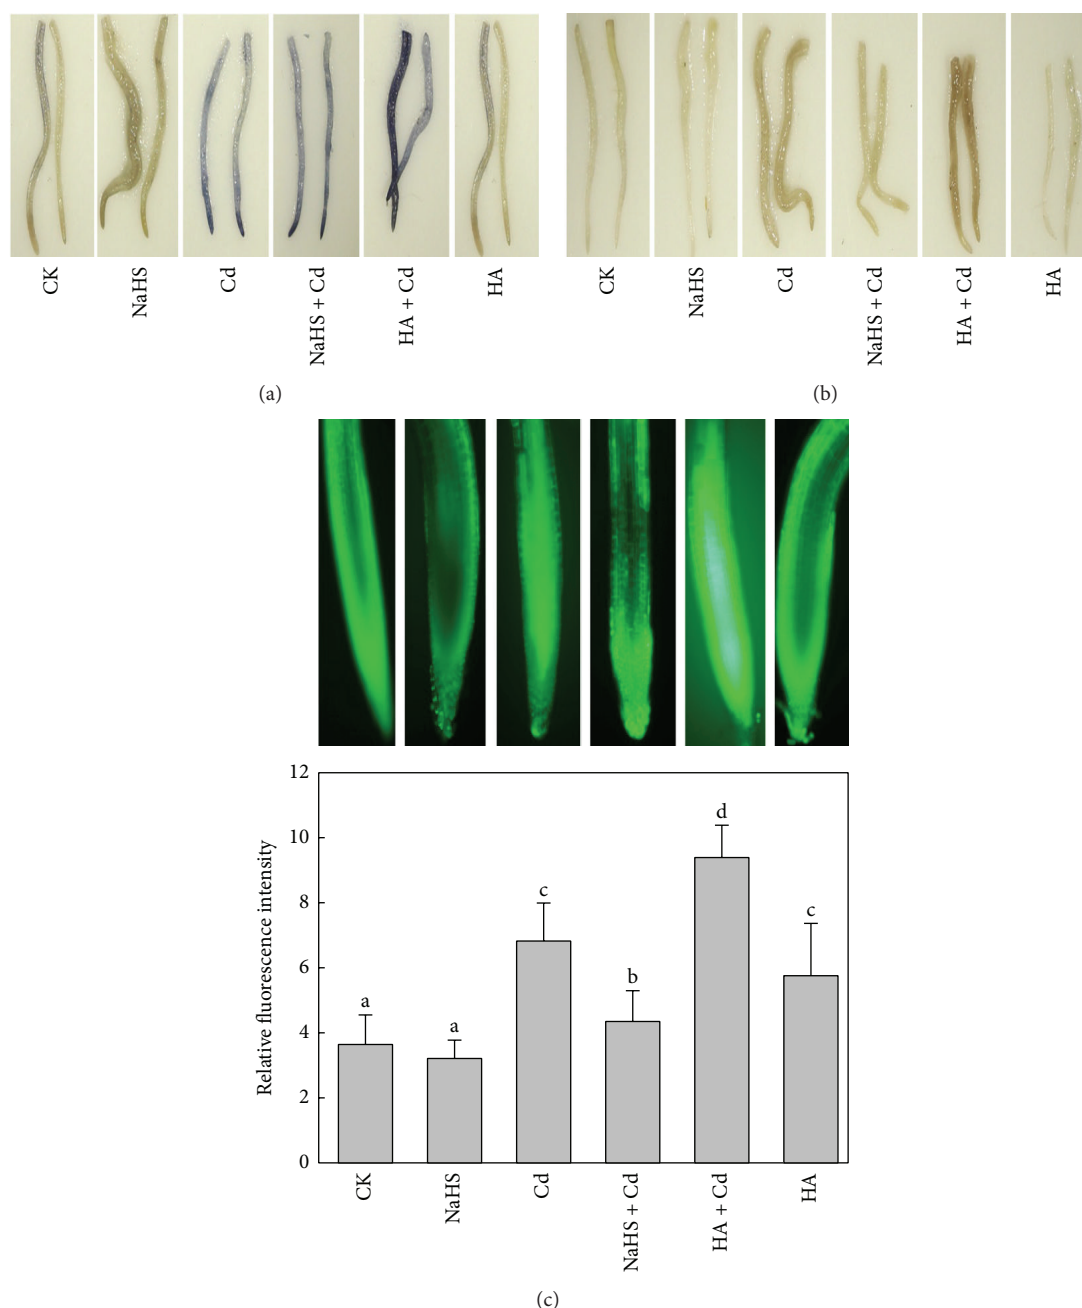 CK
NaHS
Cd
NaHS + Cd
HA + Cd
HA
(a)
CK
NaHS
Cd
NaHS + Cd
HA + Cd
HA
(b)
12
10
8
6
4
2
0
Relative fluorescence intensity
a
a
c
b
d
c
CK
NaHS
Cd
NaHS + Cd
HA + Cd
HA
(c)